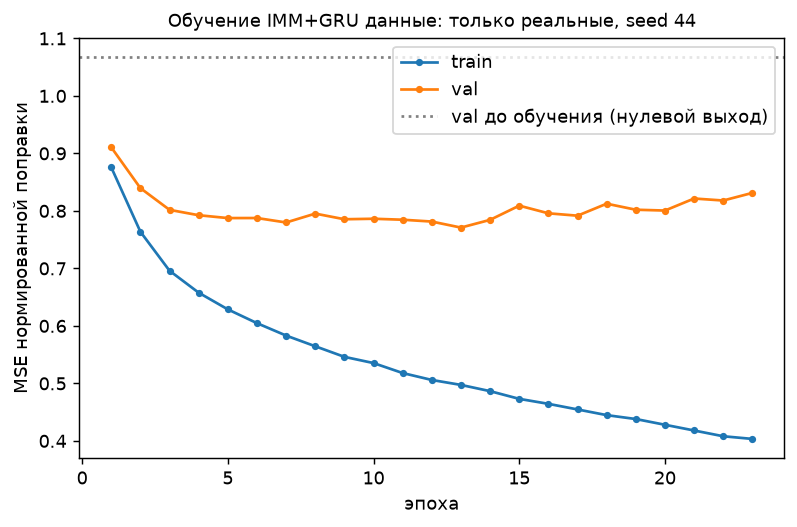 Обучение IMM+GRU данные: только реальные, seed 44
MSE нормированной поправки
1.1
1.0
0.9
0.8
0.7
0.6
0.5
0.4
train
val
val до обучения (нулевой выход)
0
5
10
15
20
эпоха